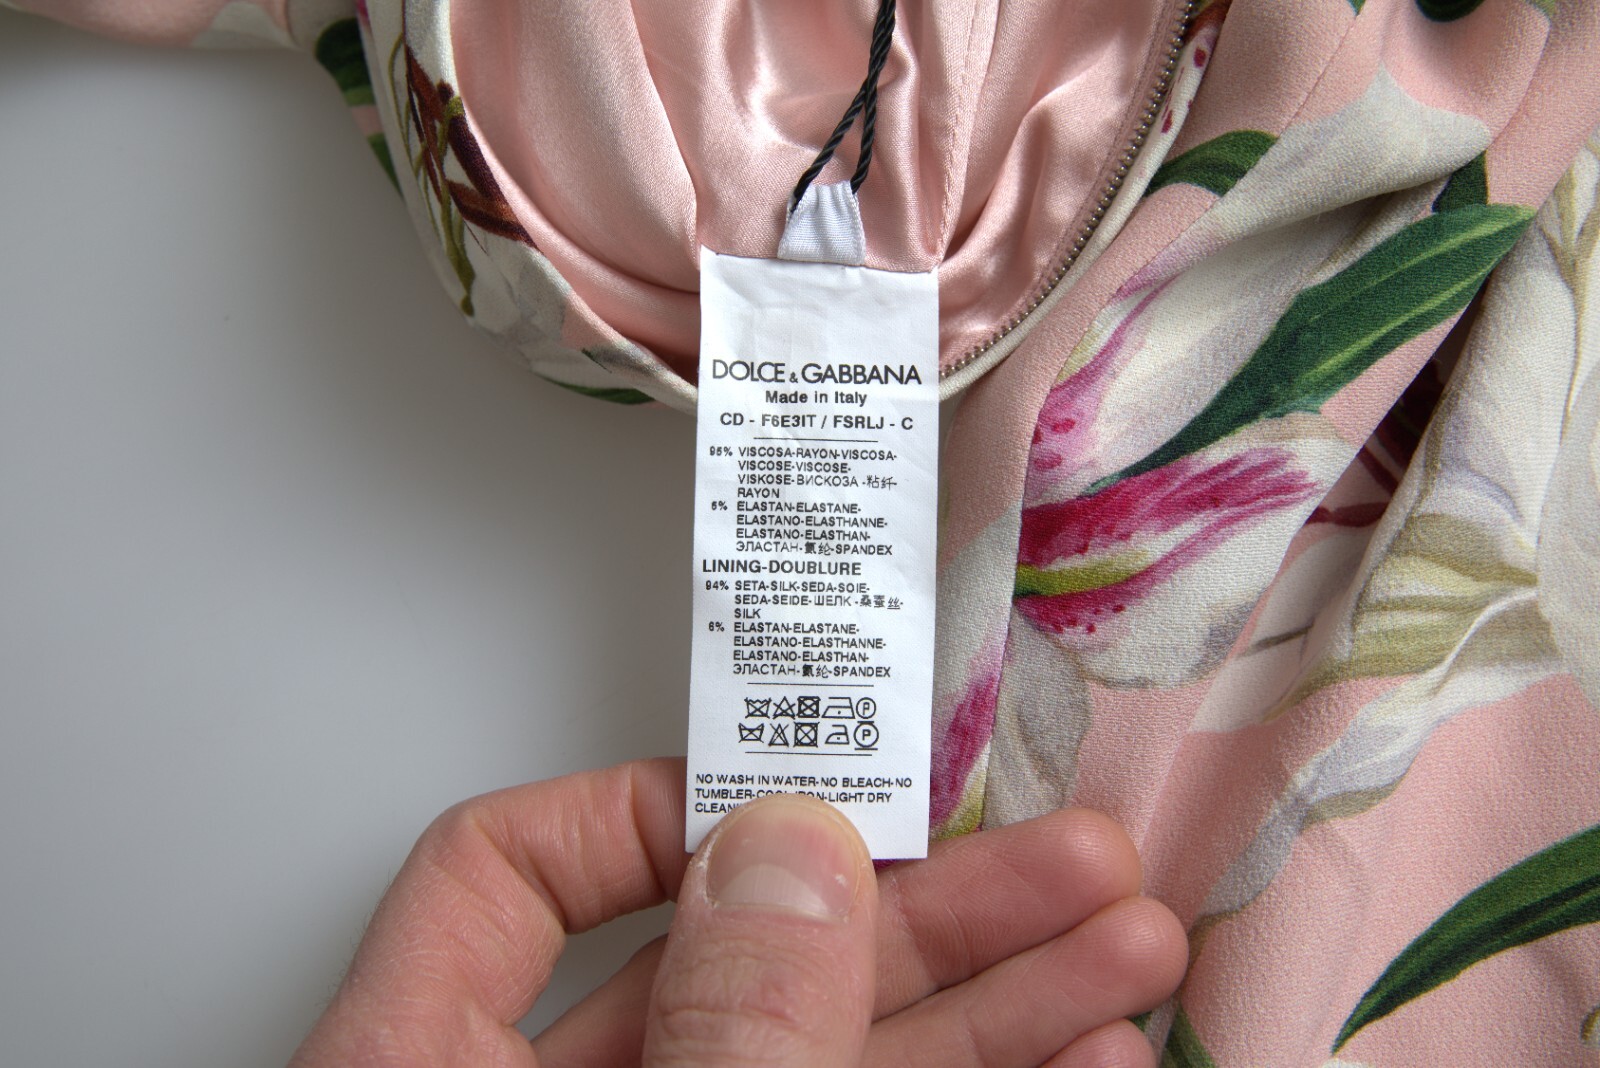 DOLCE & GABBANA
Made in Italy
CD - F6E3IT / FSRLJ - C
95% VISCOSA-RAYON-VISCOSA-
VISCOSE-VISCOSE-
VISKOSE-ВИСКОЗА -粘纤-
RAYON
5% ELASTAN-ELASTANE-
ELASTANO-ELASTHANNE-
ELASTANO-ELASTHAN-
ЭЛАСТАН-氨纶-SPANDEX
LINING-DOUBLURE
94% SETA-SILK-SEDA-SOIE-
SEDA-SEIDE-ШЕЛК -桑蚕丝-
SILK
6% ELASTAN-ELASTANE-
ELASTANO-ELASTHANNE-
ELASTANO-ELASTHAN-
ЭЛАСТАН-氨纶-SPANDEX
P
P
NO WASH IN WATER-NO BLEACH-NO
TUMBLER-COOL IRON-LIGHT DRY